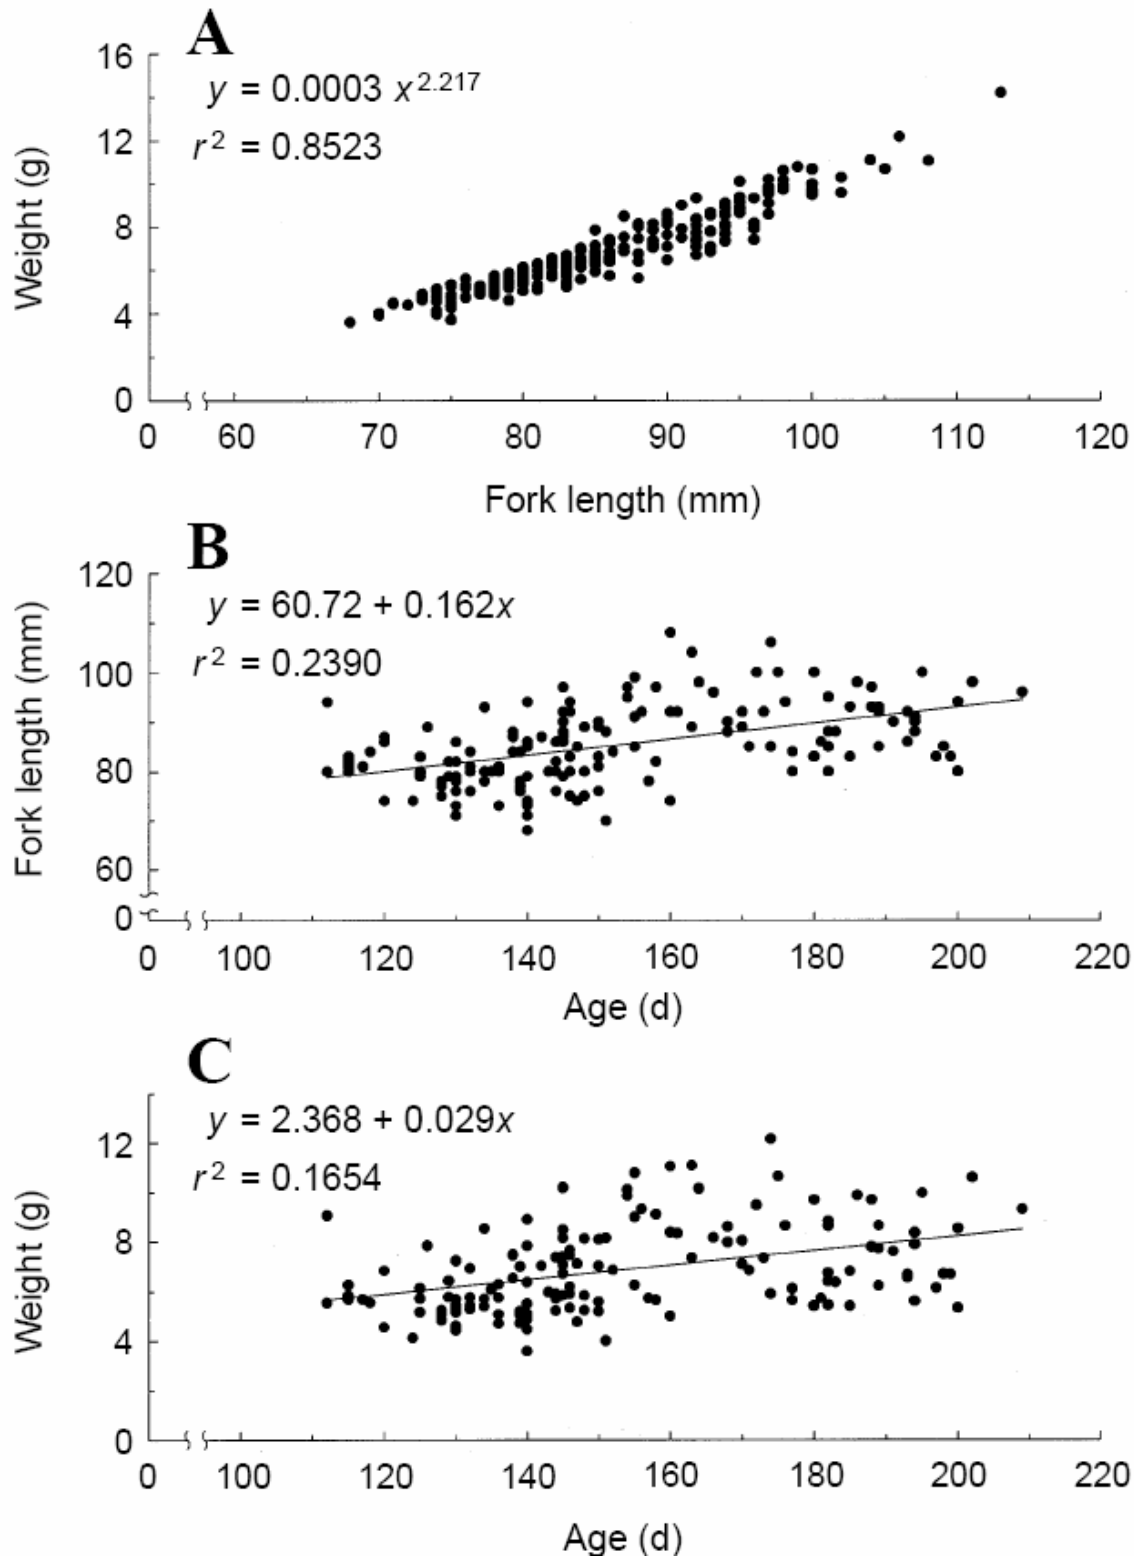 A
y = 0.0003 x^2.217
r² = 0.8523
16
12
8
4
0
Weight (g)
0 60 70 80 90 100 110 120
Fork length (mm)
B
y = 60.72 + 0.162x
r² = 0.2390
120
100
80
60
0
Fork length (mm)
0 100 120 140 160 180 200 220
Age (d)
C
y = 2.368 + 0.029x
r² = 0.1654
12
8
4
0
Weight (g)
0 100 120 140 160 180 200 220
Age (d)